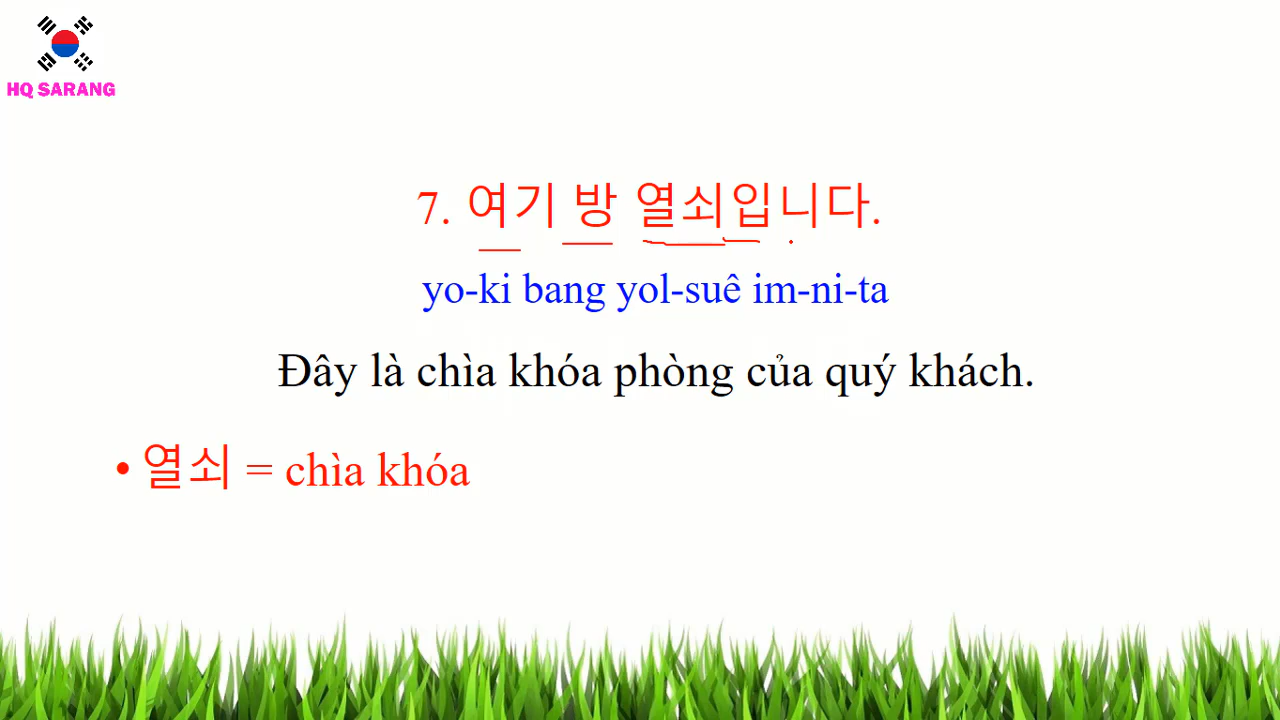 HQ SARANG
7. 여기 방 열쇠입니다.
yo-ki bang yol-suê im-ni-ta
Đây là chìa khóa phòng của quý khách.
• 열쇠 = chìa khóa